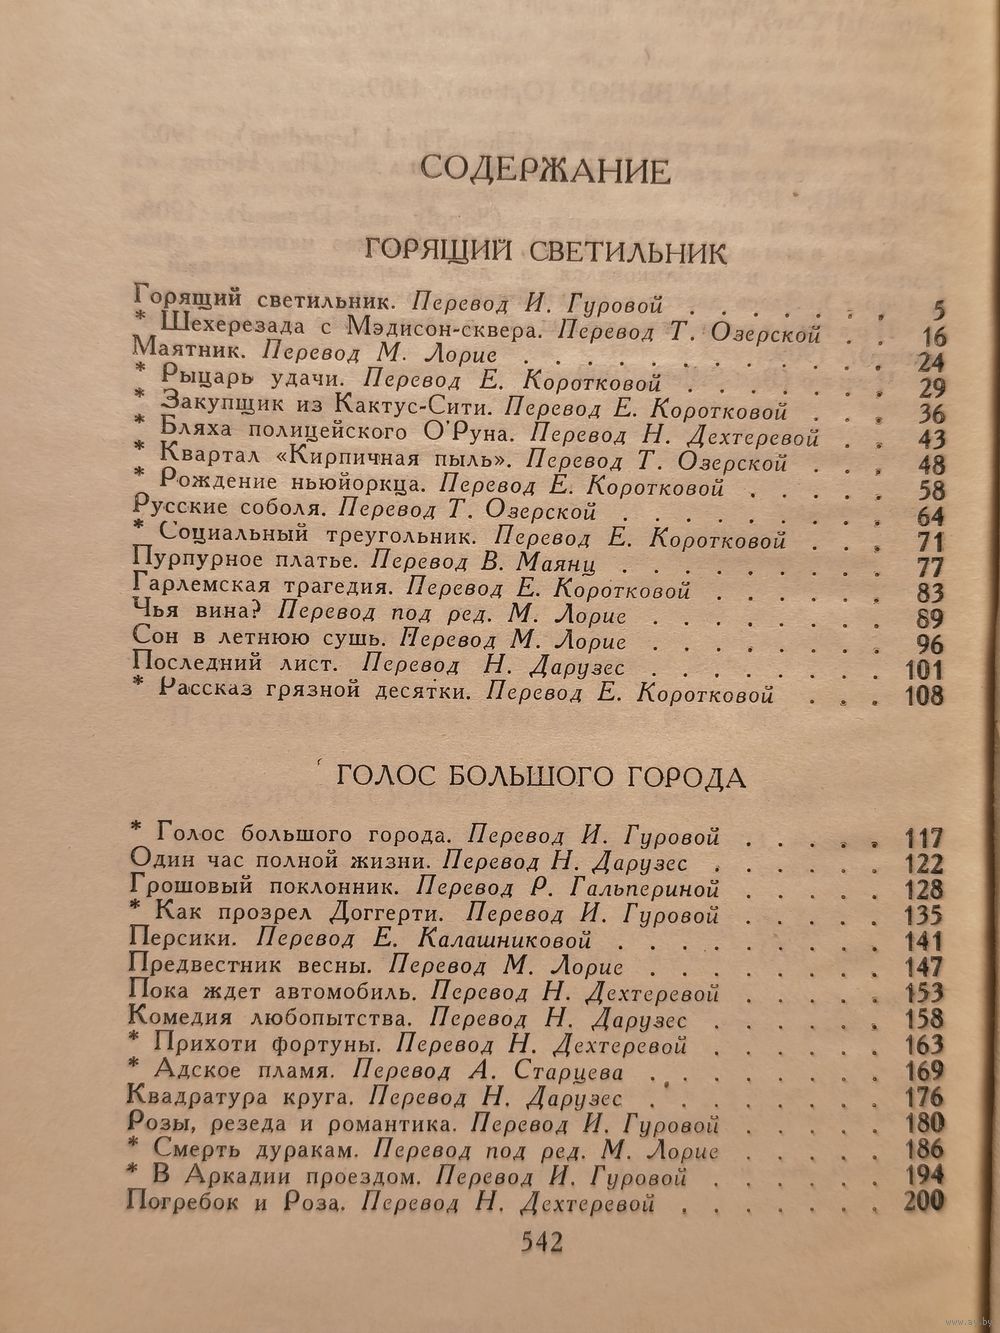 СОДЕРЖАНИЕ
ГОРЯЩИЙ СВЕТИЛЬНИК
Горящий светильник. Перевод И. Гуровой . . . . . . . 5
* Шехерезада с Мэдисон-сквера. Перевод Т. Озерской . . 16
Маятник. Перевод М. Лорие . . . . . . . . . . . . 24
* Рыцарь удачи. Перевод Е. Коротковой . . . . . . . 29
* Закупщик из Кактус-Сити. Перевод Е. Коротковой . . . 36
* Бляха полицейского О'Руна. Перевод Н. Дехтеревой . . 43
* Квартал «Кирпичная пыль». Перевод Т. Озерской . . . 48
* Рождение ньюйоркца. Перевод Е. Коротковой . . . . . 58
Русские соболя. Перевод Т. Озерской . . . . . . . . . 64
* Социальный треугольник. Перевод Е. Коротковой . . . 71
Пурпурное платье. Перевод В. Маянц . . . . . . . . . 77
Гарлемская трагедия. Перевод Е. Коротковой . . . . . . 83
Чья вина? Перевод под ред. М. Лорие . . . . . . . . 89
Сон в летнюю сушь. Перевод М. Лорие . . . . . . . . 96
Последний лист. Перевод Н. Дарузес . . . . . . . . 101
* Рассказ грязной десятки. Перевод Е. Коротковой . . . 108
ГОЛОС БОЛЬШОГО ГОРОДА
* Голос большого города. Перевод И. Гуровой . . . . . 117
Один час полной жизни. Перевод Н. Дарузес . . . . . . 122
Грошовый поклонник. Перевод Р. Гальпериной . . . . . 128
* Как прозрел Доггерти. Перевод И. Гуровой . . . . . 135
Персики. Перевод Е. Калашниковой . . . . . . . . . 141
Предвестник весны. Перевод М. Лорие . . . . . . . . 147
Пока ждет автомобиль. Перевод Н. Дехтеревой . . . . . 153
Комедия любопытства. Перевод Н. Дарузес . . . . . . 158
* Прихоти фортуны. Перевод Н. Дехтеревой . . . . . . 163
* Адское пламя. Перевод А. Старцева . . . . . . . . 169
Квадратура круга. Перевод Н. Дарузес . . . . . . . . 176
Розы, резеда и романтика. Перевод И. Гуровой . . . . . 180
* Смерть дуракам. Перевод под ред. М. Лорие . . . . . 186
* В Аркадии проездом. Перевод И. Гуровой . . . . . . 194
Погребок и Роза. Перевод Н. Дехтеревой . . . . . . . 200
542
www.ay.by